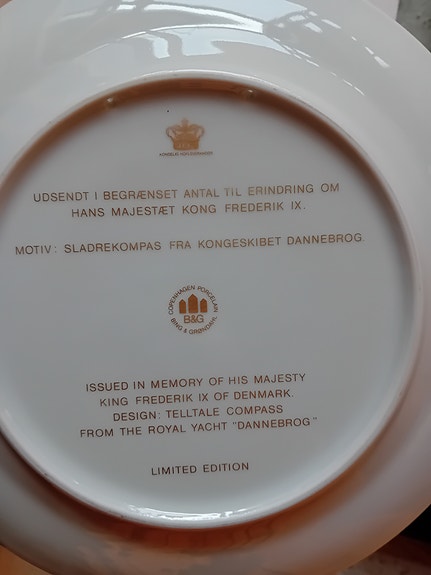 KONGELIG HOFLEVERANDØR
UDSENDT I BEGRÆNSET ANTAL TIL ERINDRING OM
HANS MAJESTÆT KONG FREDERIK IX.
MOTIV: SLADREKOMPAS FRA KONGESKIBET DANNEBROG
COPENHAGEN PORCELAIN
B&G
BING & GRØNDAHL
ISSUED IN MEMORY OF HIS MAJESTY
KING FREDERIK IX OF DENMARK.
DESIGN: TELLTALE COMPASS
FROM THE ROYAL YACHT "DANNEBROG"
LIMITED EDITION